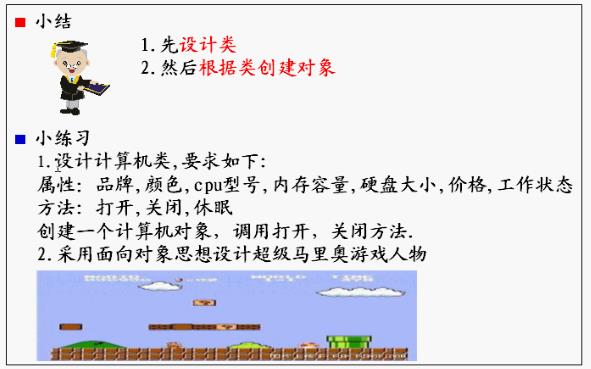 小结
1.先设计类
2.然后根据类创建对象
小练习
1.设计计算机类,要求如下:
属性: 品牌,颜色,cpu型号,内存容量,硬盘大小,价格,工作状态
方法: 打开,关闭,休眠
创建一个计算机对象, 调用打开, 关闭方法.
2.采用面向对象思想设计超级马里奥游戏人物